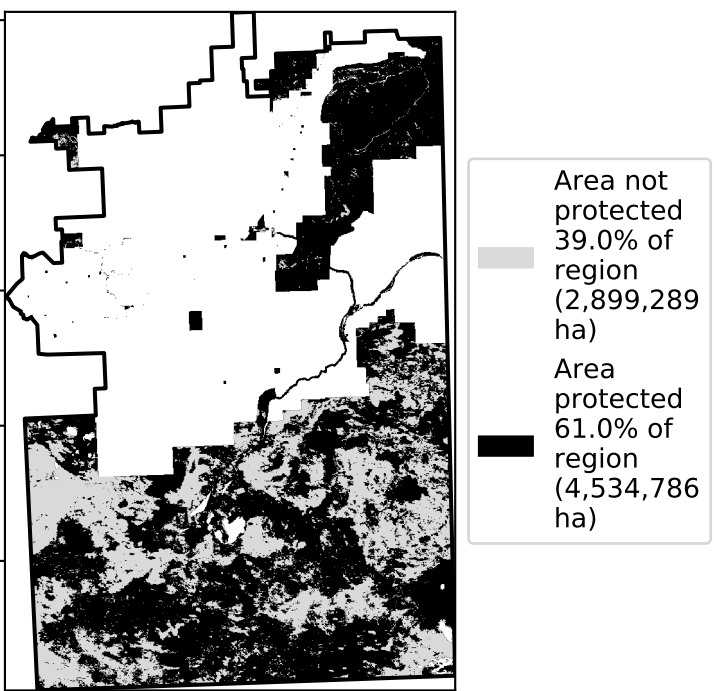 Area not
protected
39.0% of
region
(2,899,289
ha)
Area
protected
61.0% of
region
(4,534,786
ha)